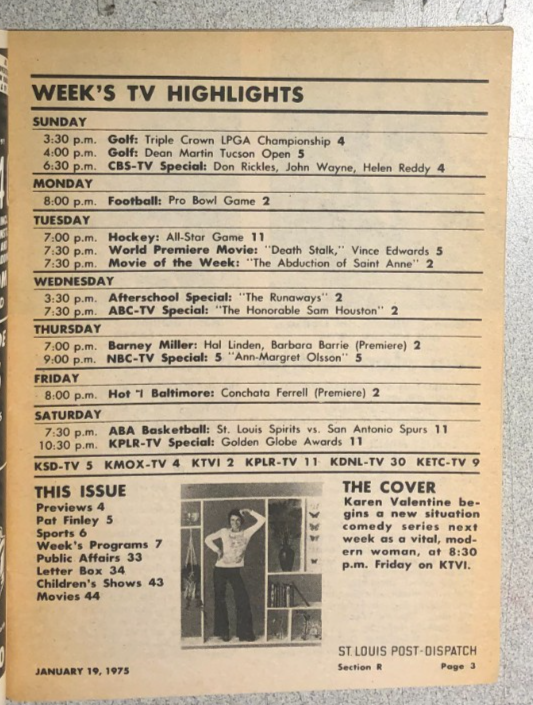 WEEK'S TV HIGHLIGHTS
SUNDAY
3:30 p.m. Golf: Triple Crown LPGA Championship 4
4:00 p.m. Golf: Dean Martin Tucson Open 5
6:30 p.m. CBS-TV Special: Don Rickles, John Wayne, Helen Reddy 4
MONDAY
8:00 p.m. Football: Pro Bowl Game 2
TUESDAY
7:00 p.m. Hockey: All-Star Game 11
7:30 p.m. World Premiere Movie: "Death Stalk," Vince Edwards 5
7:30 p.m. Movie of the Week: "The Abduction of Saint Anne" 2
WEDNESDAY
3:30 p.m. Afterschool Special: "The Runaways" 2
7:30 p.m. ABC-TV Special: "The Honorable Sam Houston" 2
THURSDAY
7:00 p.m. Barney Miller: Hal Linden, Barbara Barrie (Premiere) 2
9:00 p.m. NBC-TV Special: 5 "Ann-Margret Olsson" 5
FRIDAY
8:00 p.m. Hot "l Baltimore: Conchata Ferrell (Premiere) 2
SATURDAY
7:30 p.m. ABA Basketball: St. Louis Spirits vs. San Antonio Spurs 11
10:30 p.m. KPLR-TV Special: Golden Globe Awards 11
KSD-TV 5 KMOX-TV 4 KTVI 2 KPLR-TV 11 KDNL-TV 30 KETC-TV 9
THIS ISSUE
Previews 4
Pat Finley 5
Sports 6
Week's Programs 7
Public Affairs 33
Letter Box 34
Children's Shows 43
Movies 44
THE COVER
Karen Valentine be-
gins a new situation
comedy series next
week as a vital, mod-
ern woman, at 8:30
p.m. Friday on KTVI.
JANUARY 19, 1975
ST. LOUIS POST-DISPATCH
Section R Page 3